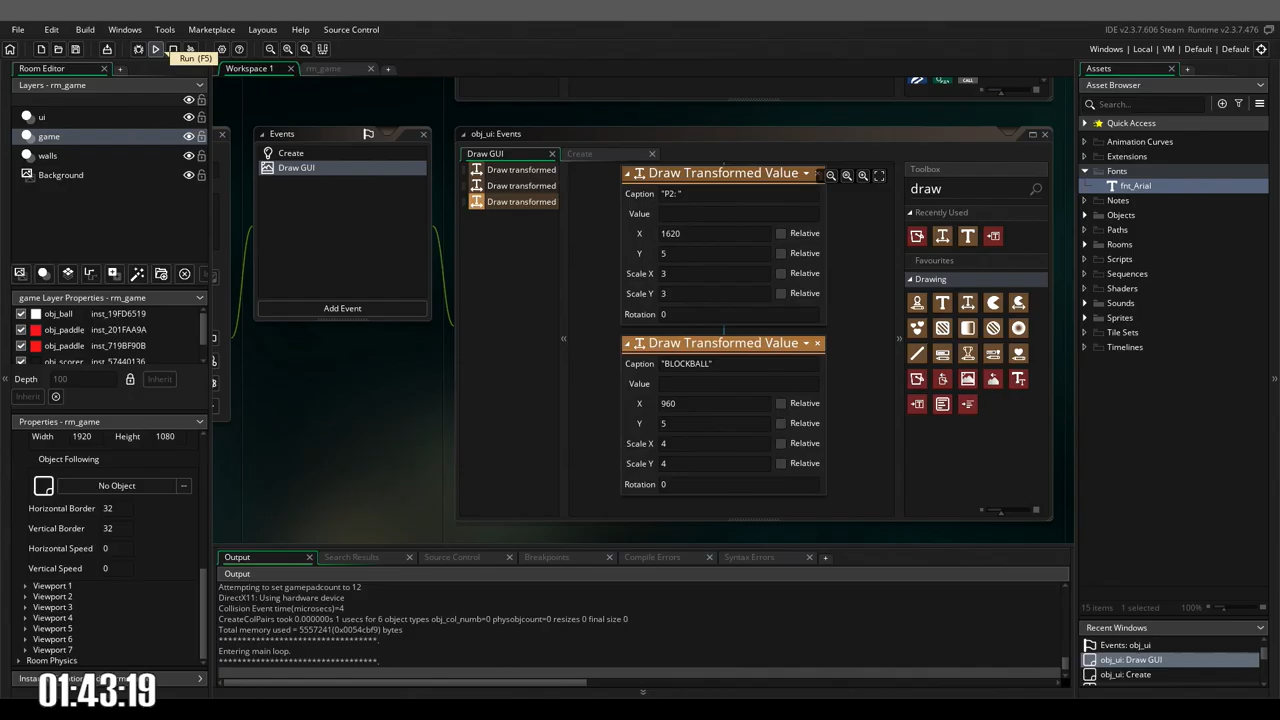 File Edit Build Windows Tools Marketplace Layouts Help Source Control
IDE v2.3.7.606 Steam Runtime v2.3.7.476
Run (F5)
Windows | Local | VM | Default | Default
Room Editor
Layers - rm_game
ui
game
walls
Background
game Layer Properties - rm_game
obj_ball inst_19FD6519
obj_paddle inst_201FAA9A
obj_paddle inst_719BF103
obj_scorer inst_57440136
Depth 100 Inherit
Inherit
Properties - rm_game
Width 1920 Height 1080
Object Following
No Object
Horizontal Border 32
Vertical Border 32
Horizontal Speed 0
Vertical Speed 0
Viewport 1
Viewport 2
Viewport 3
Viewport 4
Viewport 5
Viewport 6
Viewport 7
Room Physics
01:43:19
Workspace 1 rm_game
Events
Create
Draw GUI
Add Event
obj_ui: Events
Draw GUI Create
Draw transformed
Draw transformed
Draw transformed
Draw Transformed Value
Caption "P2: "
Value
X 1620 Relative
Y 5 Relative
Scale X 3 Relative
Scale Y 3 Relative
Rotation 0
Draw Transformed Value
Caption "BLOCKBALL"
Value
X 960 Relative
Y 5 Relative
Scale X 4 Relative
Scale Y 4 Relative
Rotation 0
Toolbox
draw
Recently Used
Favourites
Drawing
Output Search Results Source Control Breakpoints Compile Errors Syntax Errors
Output
Attempting to set gamepadcount to 12
DirectX11: Using hardware device
Collision Event time(microsecs)=4
CreateColPairs took 0.000000s 1 usecs for 6 object types obj_col_numb=0 physobjcount=0 resizes 0 final size 0
Total memory used = 5557241(0x0054cbf9) bytes
*********************************.
Entering main loop.
*********************************.
Assets
Asset Browser
Search...
Quick Access
Animation Curves
Extensions
Fonts
fnt_Arial
Notes
Objects
Paths
Rooms
Scripts
Sequences
Shaders
Sounds
Sprites
Tile Sets
Timelines
15 items 1 selected 100%
Recent Windows
Events: obj_ui
obj_ui: Draw GUI
obj_ui: Create